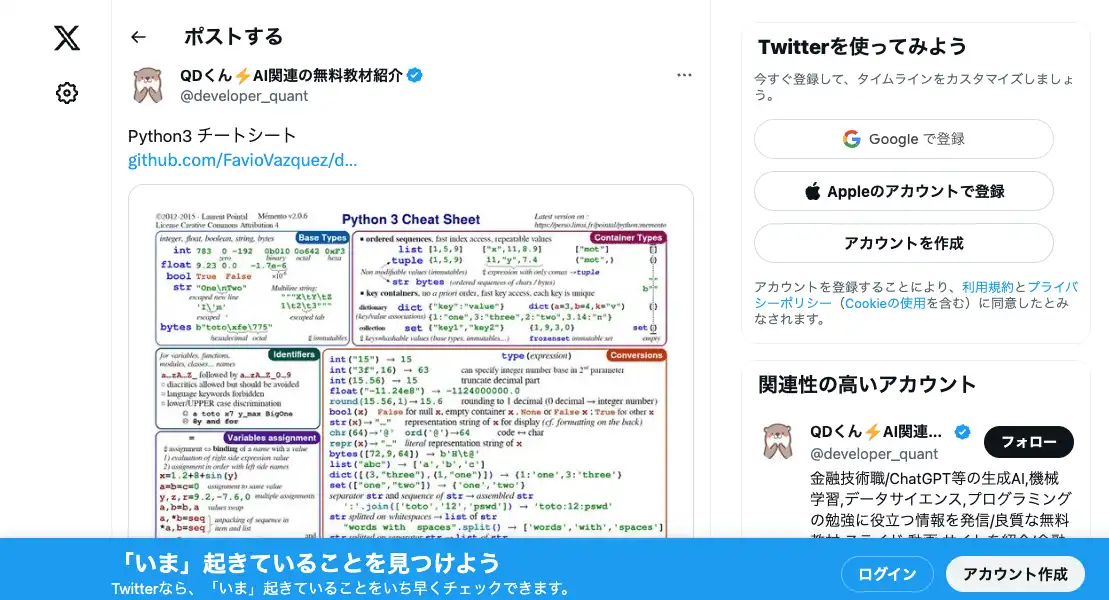 ポストする
QDくん⚡AI関連の無料教材紹介
@developer_quant
Python3 チートシート
github.com/FavioVazquez/d…
©2012-2015 - Laurent Pointal Mémento v2.0.6
License Creative Commons Attribution 4
Python 3 Cheat Sheet
Latest version on :
https://perso.limsi.fr/pointal/python:memento
integer, float, boolean, string, bytes
Base Types
int 783 0 -192 0b010 0o642 0xF3
zero binary octal hexa
float 9.23 0.0 -1.7e-6
bool True False
str "One\nTwo"
escaped new line
'I\'m'
escaped '
Multiline string:
"""X\tY\tZ
1\t2\t3"""
escaped tab
bytes b"toto\xfe\775"
hexadecimal octal
immutables
Container Types
▪ ordered sequences, fast index access, repeatable values
list [1,5,9] ["x",11,8.9] ["mot"] []
tuple (1,5,9) 11,"y",7.4 ("mot",) ()
Non modifiable values (immutables)
expression with only commas →tuple
str bytes (ordered sequences of chars / bytes)
▪ key containers, no a priori order, fast key access, each key is unique
dictionary dict {"key":"value"} dict(a=3,b=4,k="v") {}
(key/value associations) {1:"one",3:"three",2:"two",3.14:"π"}
collection set {"key1","key2"} {1,9,3,0} set()
keys=hashable values (base types, immutables…) frozenset immutable set empty
Identifiers
for variables, functions,
modules, classes… names
a…zA…Z_ followed by a…zA…Z_0…9
▫ diacritics allowed but should be avoided
▫ language keywords forbidden
▫ lower/UPPER case discrimination
☺ a toto x7 y_max BigOne
☹ 8y and for
=
Variables assignment
assignment ⇔ binding of a name with a value
1) evaluation of right side expression value
2) assignment in order with left side names
x=1.2+8+sin(y)
a=b=c=0 assignment to same value
y,z,r=9.2,-7.6,0 multiple assignments
a,b=b,a values swap
a,*b=seq
*a,b=seq
unpacking of sequence in
item and list
Conversions
type(expression)
int("15") → 15
int("3f",16) → 63 can specify integer number base in 2nd parameter
int(15.56) → 15 truncate decimal part
float("-11.24e8") → -1124000000.0
round(15.56,1)→ 15.6 rounding to 1 decimal (0 decimal → integer number)
bool(x) False for null x, empty container x , None or False x ; True for other x
str(x)→ "…" representation string of x for display (cf. formatting on the back)
chr(64)→'@' ord('@')→64 code ↔ char
repr(x)→ "…" literal representation string of x
bytes([72,9,64]) → b'H\t@'
list("abc") → ['a','b','c']
dict([(3,"three"),(1,"one")]) → {1:'one',3:'three'}
set(["one","two"]) → {'one','two'}
separator str and sequence of str → assembled str
':'.join(['toto','12','pswd']) → 'toto:12:pswd'
str splitted on whitespaces → list of str
"words with spaces".split() → ['words','with','spaces']
str splitted on separator str → list of str
Twitterを使ってみよう
今すぐ登録して、タイムラインをカスタマイズしましょ
う。
Google で登録
Appleのアカウントで登録
アカウントを作成
アカウントを登録することにより、利用規約とプライバ
シーポリシー（Cookieの使用を含む）に同意したとみ
なされます。
関連性の高いアカウント
QDくん⚡AI関連...
@developer_quant
フォロー
金融技術職/ChatGPT等の生成AI,機械
学習,データサイエンス,プログラミング
の勉強に役立つ情報を発信/良質な無料
教材,スライド,動画,サイトを紹介/金融
「いま」起きていることを見つけよう
Twitterなら、「いま」起きていることをいち早くチェックできます。
ログイン
アカウント作成